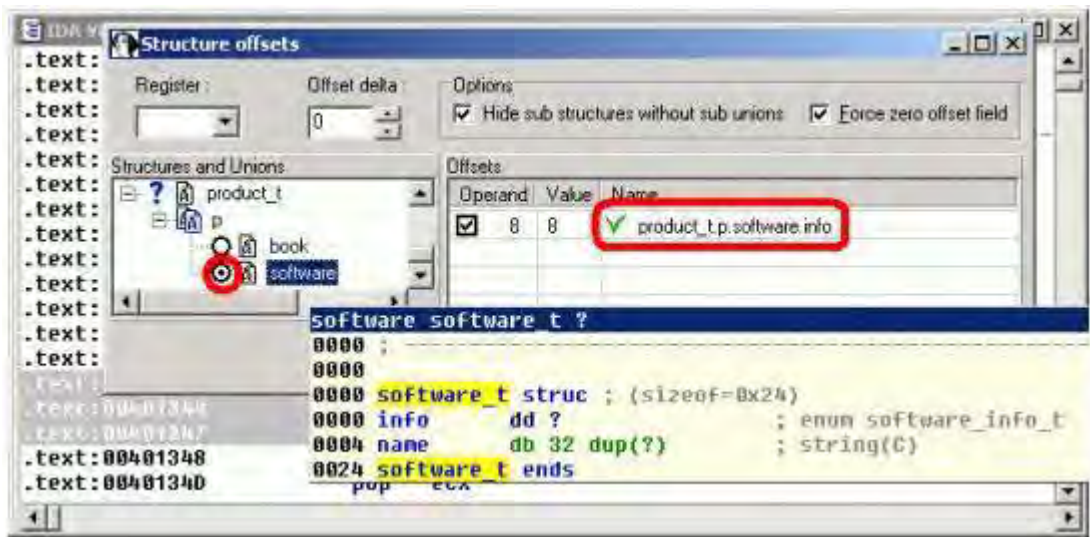 IDA V
Structure offsets
.text:
.text:
.text:
.text:
.text:
.text:
.text:
.text:
.text:
.text:
.text:
.text:
.text:
.text:
.text:00401348
.text:0040134D
pop ecx
Register: Offset delta Options
0 Hide sub structures without sub unions Force zero offset field
Structures and Unions Offsets
? product_t Operand Value Name
p 8 8 product_t.p.software.info
book
software
software software_t ?
0000 ; ----------------------------------------
0000
0000 software_t struc ; (sizeof=0x24)
0000 info dd ? ; enum software_info_t
0004 name db 32 dup(?) ; string(C)
0024 software_t ends